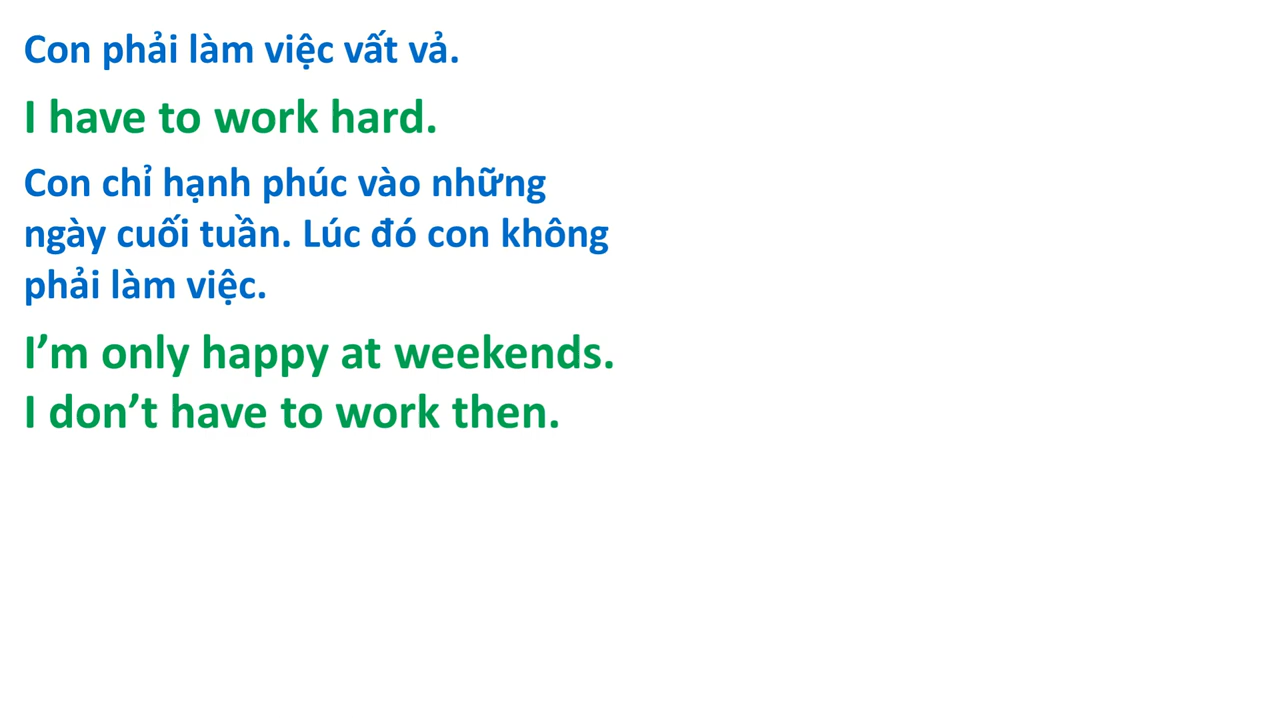 Con phải làm việc vất vả.
I have to work hard.
Con chỉ hạnh phúc vào những
ngày cuối tuần. Lúc đó con không
phải làm việc.
I’m only happy at weekends.
I don’t have to work then.